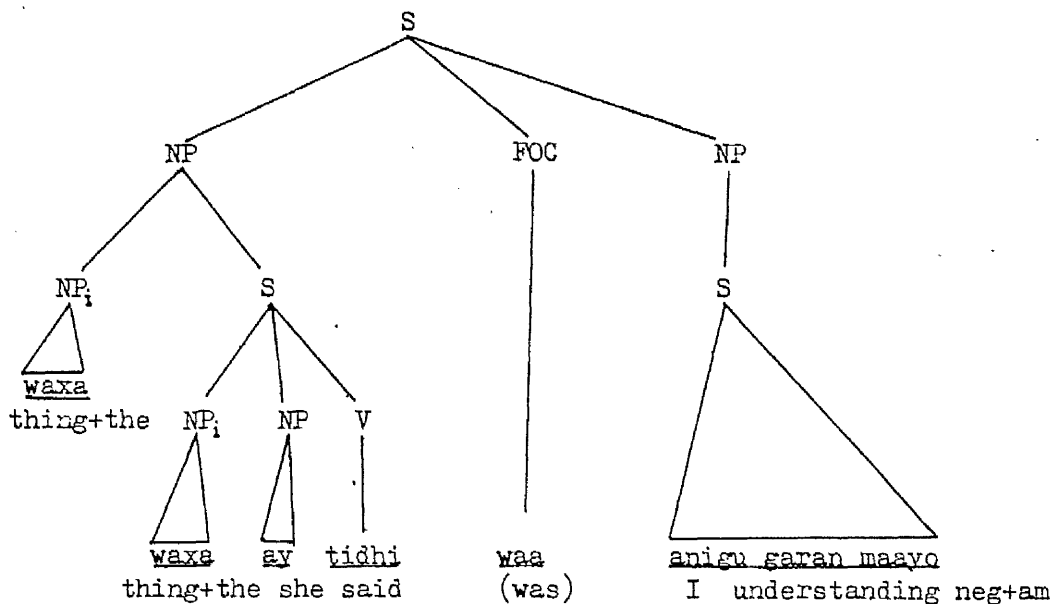 S
NP FOC NP
NPi S S
waxa
thing+the NPi NP V
waxa ay tidhi waa anigu garan maayo
thing+the she said (was) I understanding neg+am